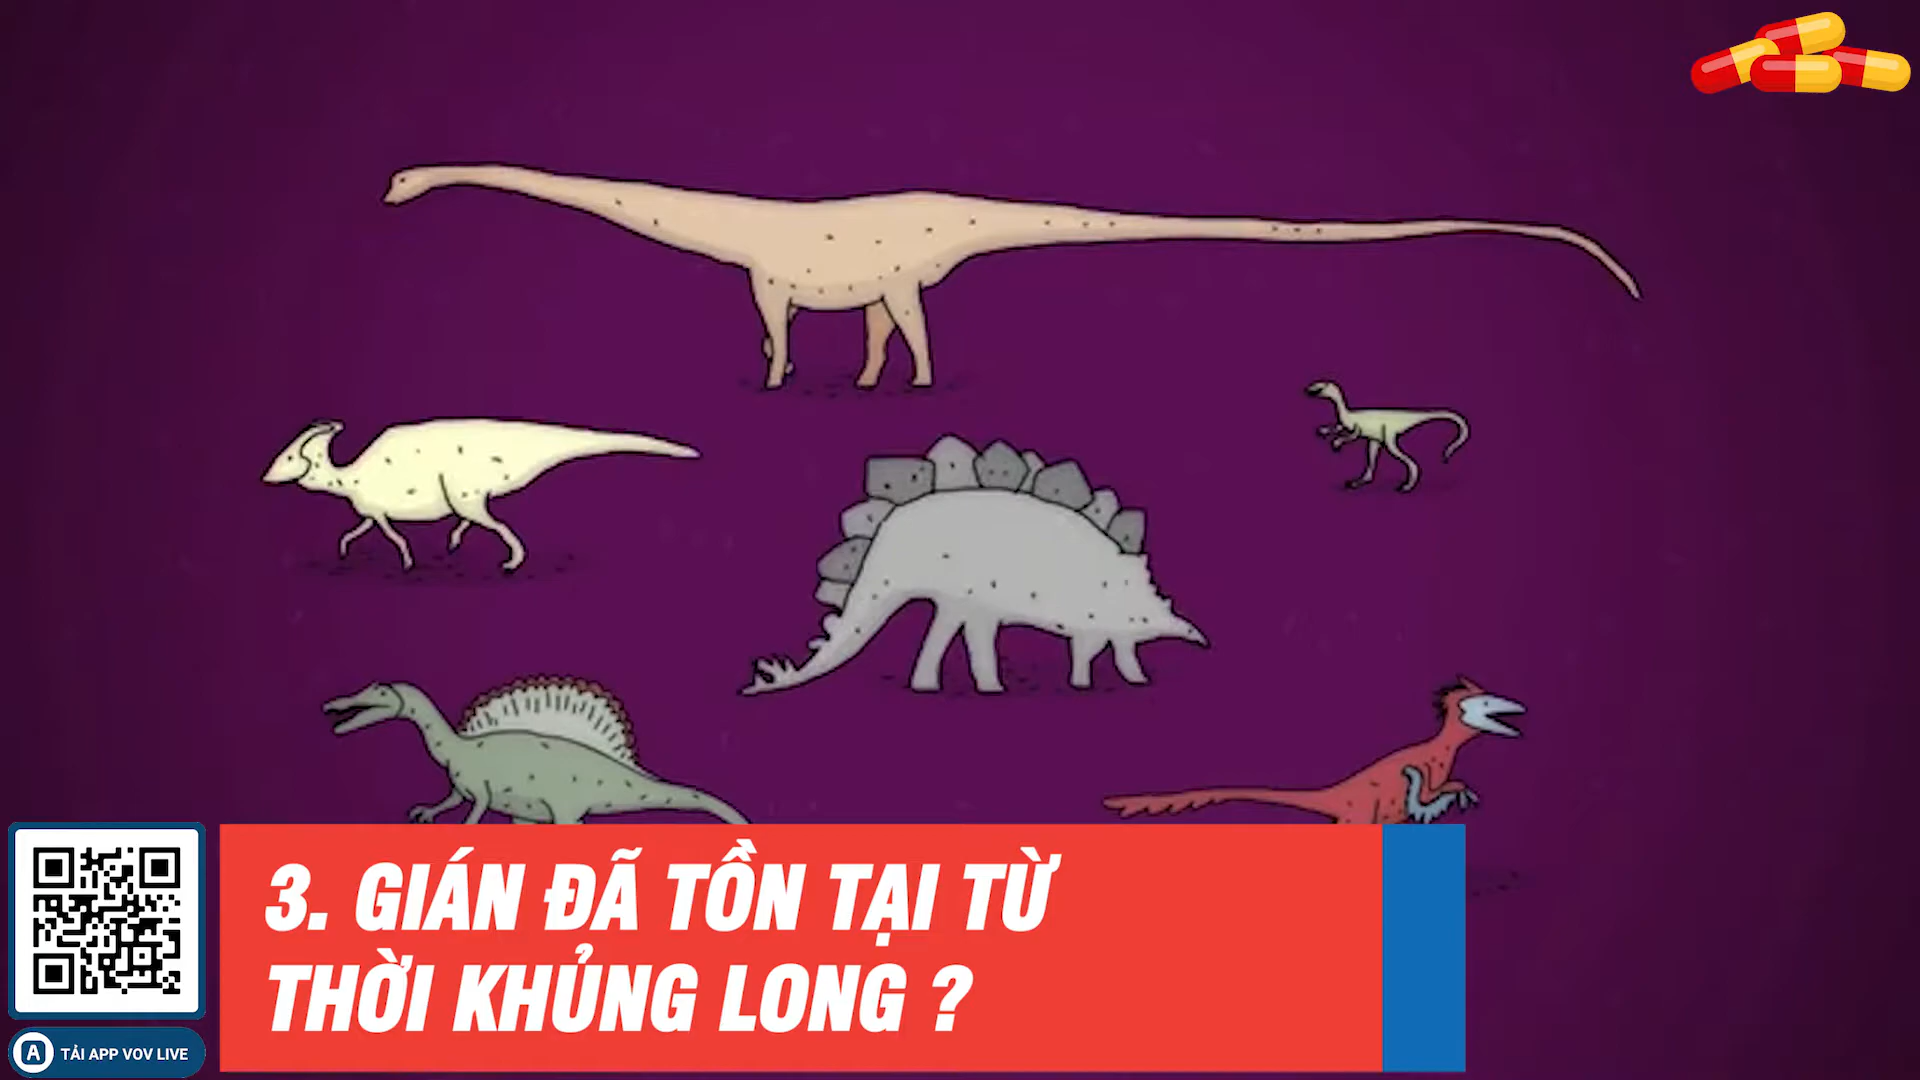 3. GIÁN ĐÃ TỒN TẠI TỪ
THỜI KHỦNG LONG ?
A TẢI APP VOV LIVE